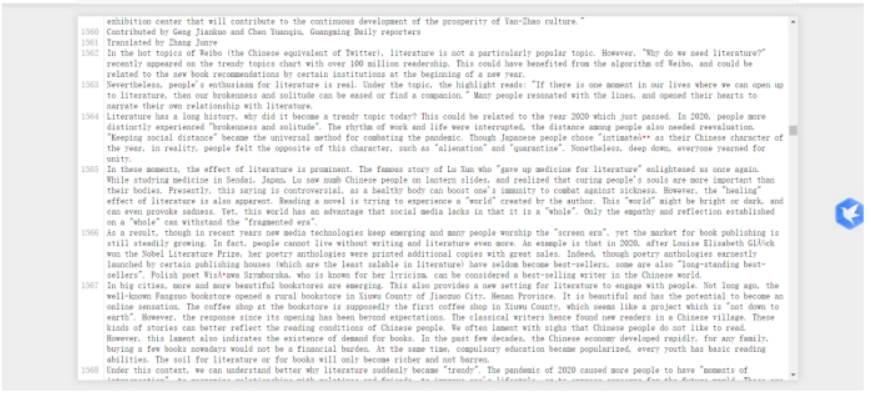 exhibition center that will contribute to the continuous development of the prosperity of Yan-Zhao culture."
1560 Contributed by Geng Jiankuo and Chen Yuanqiu, Guangming Daily reporters
1561 Translated by Zhang Junye
1562 In the hot topics of Weibo (the Chinese equivalent of Twitter), literature is not a particularly popular topic. However, "Why do we need literature?"
recently appeared on the trendy topics chart with over 100 million readership. This could have benefited from the algorithm of Weibo, and could be
related to the new book recommendations by certain institutions at the beginning of a new year.
1563 Nevertheless, people's enthusiasm for literature is real. Under the topic, the highlight reads: "If there is one moment in our lives where we can open up
to literature, then our brokenness and solitude can be eased or find a companion." Many people resonated with the lines, and opened their hearts to
narrate their own relationship with literature.
1564 Literature has a long history, why did it become a trendy topic today? This could be related to the year 2020 which just passed. In 2020, people more
distinctly experienced "brokenness and solitude". The rhythm of work and life were interrupted, the distance among people also needed reevaluation.
"Keeping social distance" became the universal method for combating the pandemic. Though Japanese people chose "intimateâ•• as their Chinese character of
the year, in reality, people felt the opposite of this character, such as "alienation" and "quarantine". Nonetheless, deep down, everyone yearned for
unity.
1565 In these moments, the effect of literature is prominent. The famous story of Lu Xun who "gave up medicine for literature" enlightened us once again.
While studying medicine in Sendai, Japan, Lu saw numb Chinese people on lantern slides, and realized that curing people's souls are more important than
their bodies. Presently, this saying is controversial, as a healthy body can boost one's immunity to combat against sickness. However, the "healing"
effect of literature is also apparent. Reading a novel is trying to experience a "world" created by the author. This "world" might be bright or dark, and
can even provoke sadness. Yet, this world has an advantage that social media lacks in that it is a "whole". Only the empathy and reflection established
on a "whole" can withstand the "fragmented era".
1566 As a result, though in recent years new media technologies keep emerging and many people worship the "screen era", yet the market for book publishing is
still steadily growing. In fact, people cannot live without writing and literature even more. An example is that in 2020, after Louise Elisabeth GlÃ¼ck
won the Nobel Literature Prize, her poetry anthologies were printed additional copies with great sales. Indeed, though poetry anthologies earnestly
launched by certain publishing houses (which are the least salable in literature) have seldom become best-sellers, some are also "long-standing best-
sellers". Polish poet WisÅ•awa Szymborska, who is known for her lyricism, can be considered a best-selling writer in the Chinese world.
1567 In big cities, more and more beautiful bookstores are emerging. This also provides a new setting for literature to engage with people. Not long ago, the
well-known Fangsuo bookstore opened a rural bookstore in Xiuwu County of Jiaozuo City, Henan Province. It is beautiful and has the potential to become an
online sensation. The coffee shop at the bookstore is supposedly the first coffee shop in Xiuwu County, which seems like a project which is "not down to
earth". However, the response since its opening has been beyond expectations. The classical writers hence found new readers in a Chinese village. These
kinds of stories can better reflect the reading conditions of Chinese people. We often lament with sighs that Chinese people do not like to read.
However, this lament also indicates the existence of demand for books. In the past few decades, the Chinese economy developed rapidly, for any family,
buying a few books nowadays would not be a financial burden. At the same time, compulsory education became popularized, every youth has basic reading
abilities. The soil for literature or for books will only become richer and not barren.
1568 Under this context, we can understand better why literature suddenly became "trendy". The pandemic of 2020 caused more people to have "moments of